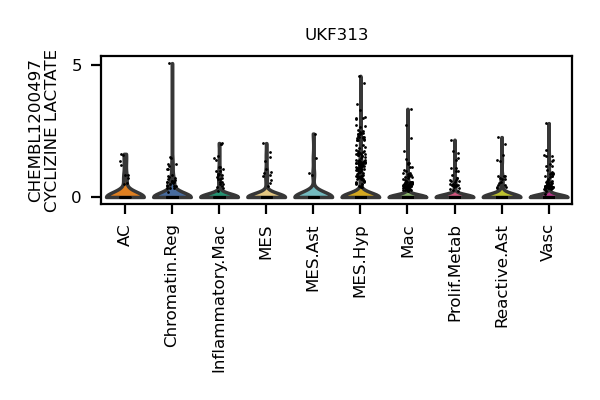 UKF313
CHEMBL1200497
CYCLIZINE LACTATE
5
0
AC
Chromatin.Reg
Inflammatory.Mac
MES
MES.Ast
MES.Hyp
Mac
Prolif.Metab
Reactive.Ast
Vasc